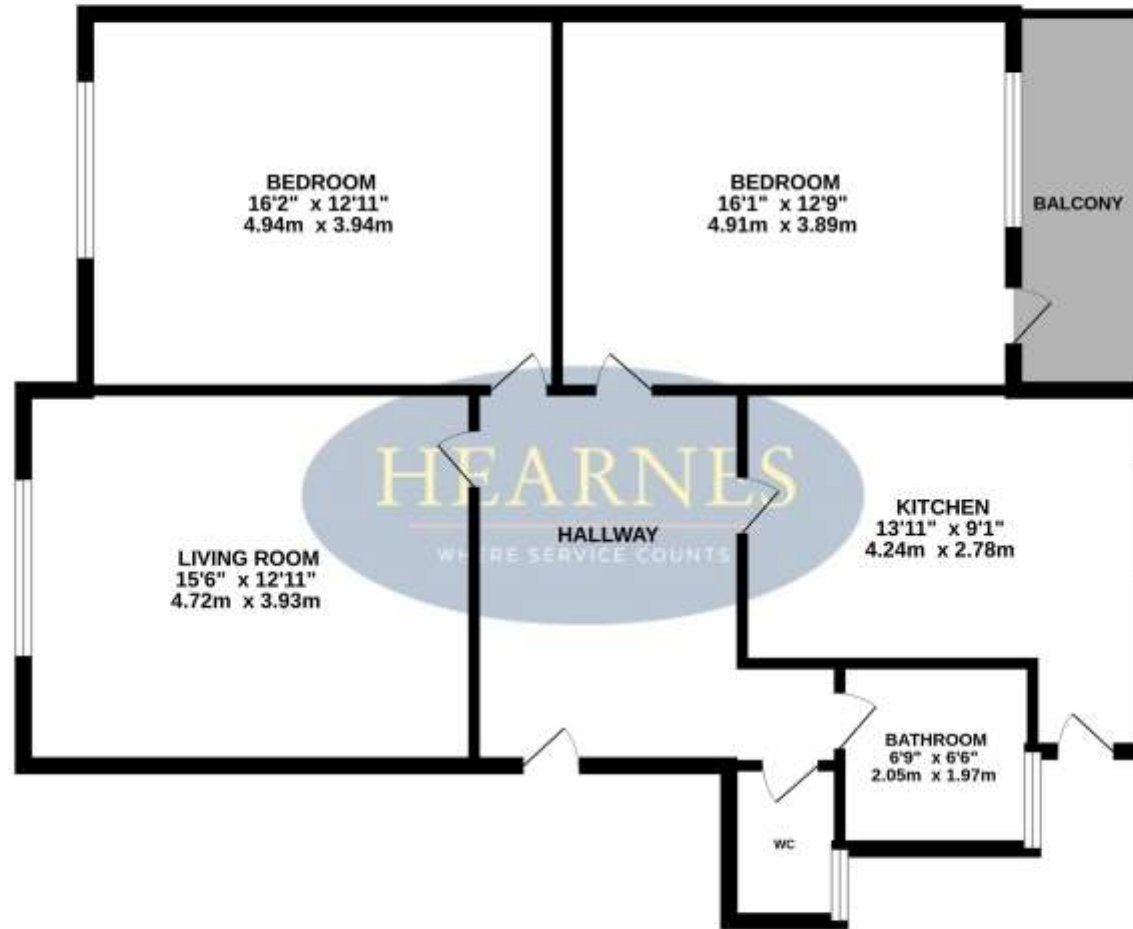 BEDROOM
16'2" x 12'11"
4.94m x 3.94m
BEDROOM
16'1" x 12'9"
4.91m x 3.89m
BALCONY
HEARNES
WHERE SERVICE COUNTS
HALLWAY
KITCHEN
13'11" x 9'1"
4.24m x 2.78m
LIVING ROOM
15'6" x 12'11"
4.72m x 3.93m
BATHROOM
6'9" x 6'6"
2.05m x 1.97m
WC